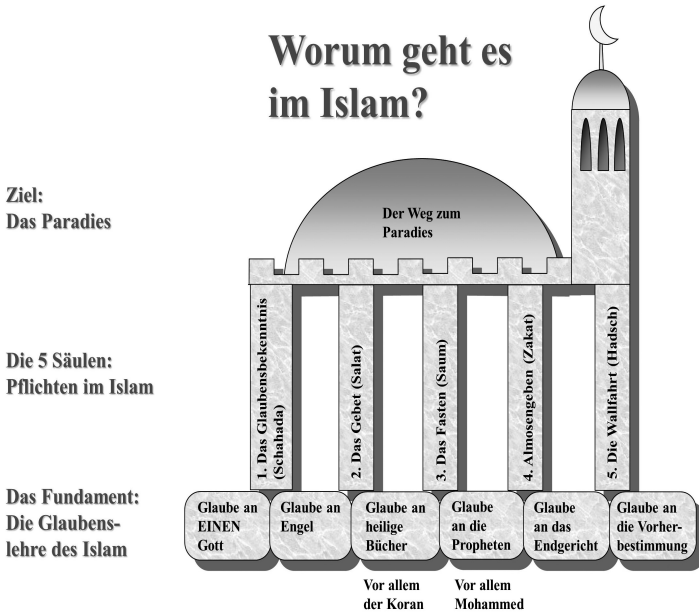 Worum geht es
im Islam?
Ziel:
Das Paradies
Der Weg zum
Paradies
Die 5 Säulen:
Pflichten im Islam
1. Das Glaubensbekenntnis
(Schahada)
2. Das Gebet (Salat)
3. Das Fasten (Saum)
4. Almosengeben (Zakat)
5. Die Wallfahrt (Hadsch)
Das Fundament:
Die Glaubens-
lehre des Islam
Glaube an
EINEN
Gott
Glaube an
Engel
Glaube an
heilige
Bücher
Glaube
an die
Propheten
Glaube
an das
Endgericht
Glaube an
die Vorher-
bestimmung
Vor allem
der Koran
Vor allem
Mohammed